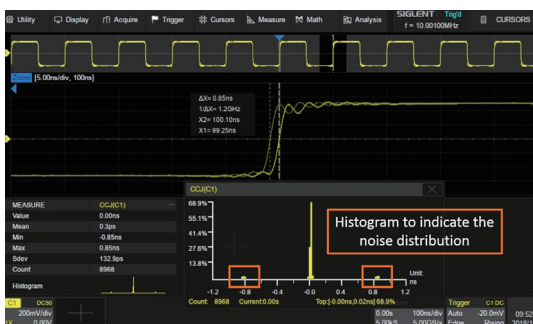 Utility Display Acquire Trigger Cursors Measure Math Analysis SIGLENT Trig'd CURSORS
f = 10.00100MHz
Zoom [5.00ns/div, 100ns]
ΔX= 0.85ns
1/ΔX= 1.20Hz
X2= 100.10ns
X1= 99.25ns
CCJ(C1)
MEASURE CCJ(C1)
Value 0.00ns
Mean 0.3ps
Min -0.85ns
Max 0.85ns
Sdev 132.9ps
Count 8968
Histogram
68.9%
55.1%
41.4%
27.6%
13.8%
Histogram to indicate the
noise distribution
Unit:
ns
-1.2 -0.8 -0.4 0.0 0.4 0.8 1.2
Count: 8968 Current:0.00s Top:[-0.00ns,0.02ns] 68.9%
C1 DC50
200mV/div
1X 0.00V
0.00s 100ns/div
5.00kS 5.00GS/s
Trigger C1 DC
Auto -20.0mV
Edge Rising
09:52